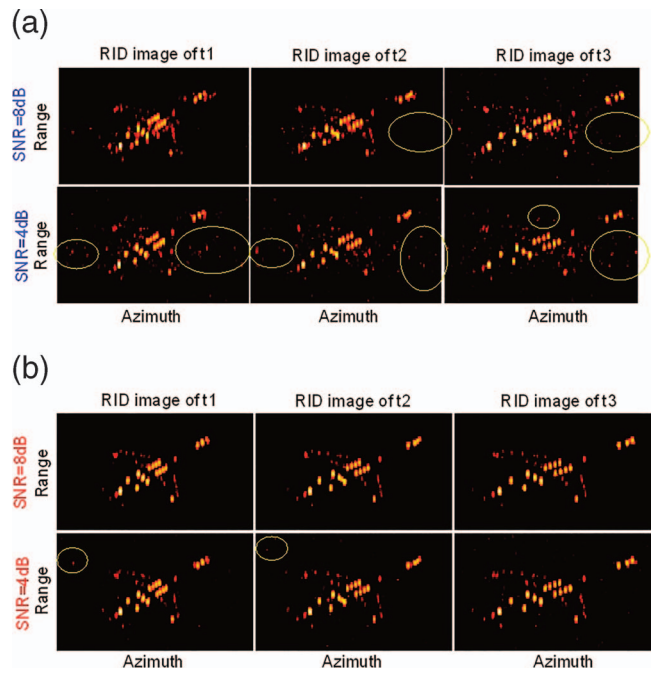 (a)
RID image of t1 RID image of t2 RID image of t3
SNR=8dB
Range
SNR=4dB
Range
Azimuth Azimuth Azimuth
(b)
RID image of t1 RID image of t2 RID image of t3
SNR=8dB
Range
SNR=4dB
Range
Azimuth Azimuth Azimuth